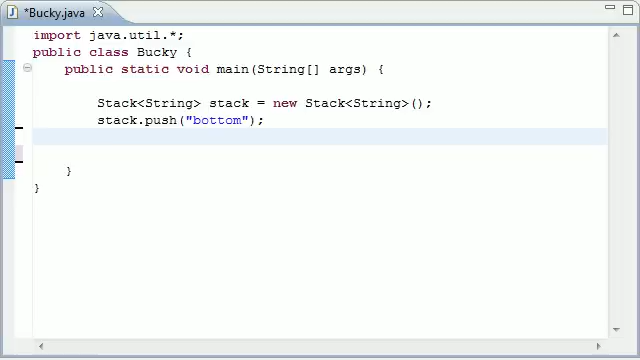 *Bucky.java
import java.util.*;
public class Bucky {
public static void main(String[] args) {
Stack<String> stack = new Stack<String>();
stack.push("bottom");
}
}